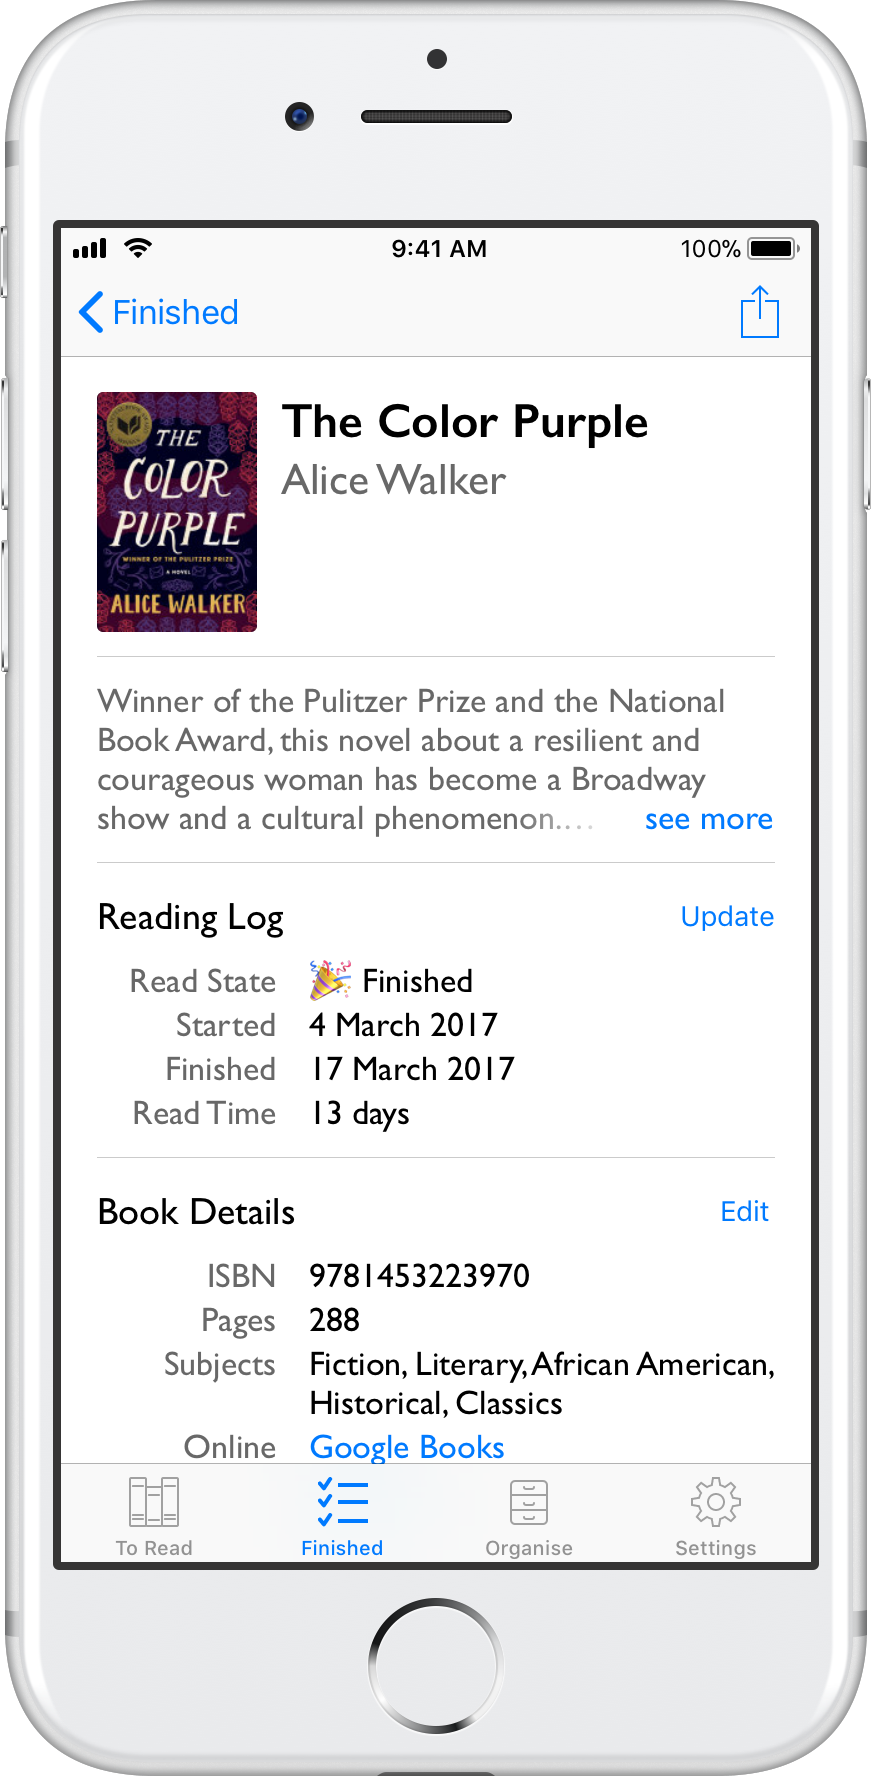 9:41 AM
100%
Finished
THE
COLOR
PURPLE
WINNER OF THE PULITZER PRIZE
A NOVEL
ALICE WALKER
The Color Purple
Alice Walker
Winner of the Pulitzer Prize and the National
Book Award, this novel about a resilient and
courageous woman has become a Broadway
show and a cultural phenomenon.... see more
Reading Log Update
Read State 🎉 Finished
Started 4 March 2017
Finished 17 March 2017
Read Time 13 days
Book Details Edit
ISBN 9781453223970
Pages 288
Subjects Fiction, Literary, African American,
Historical, Classics
Online Google Books
To Read Finished Organise Settings